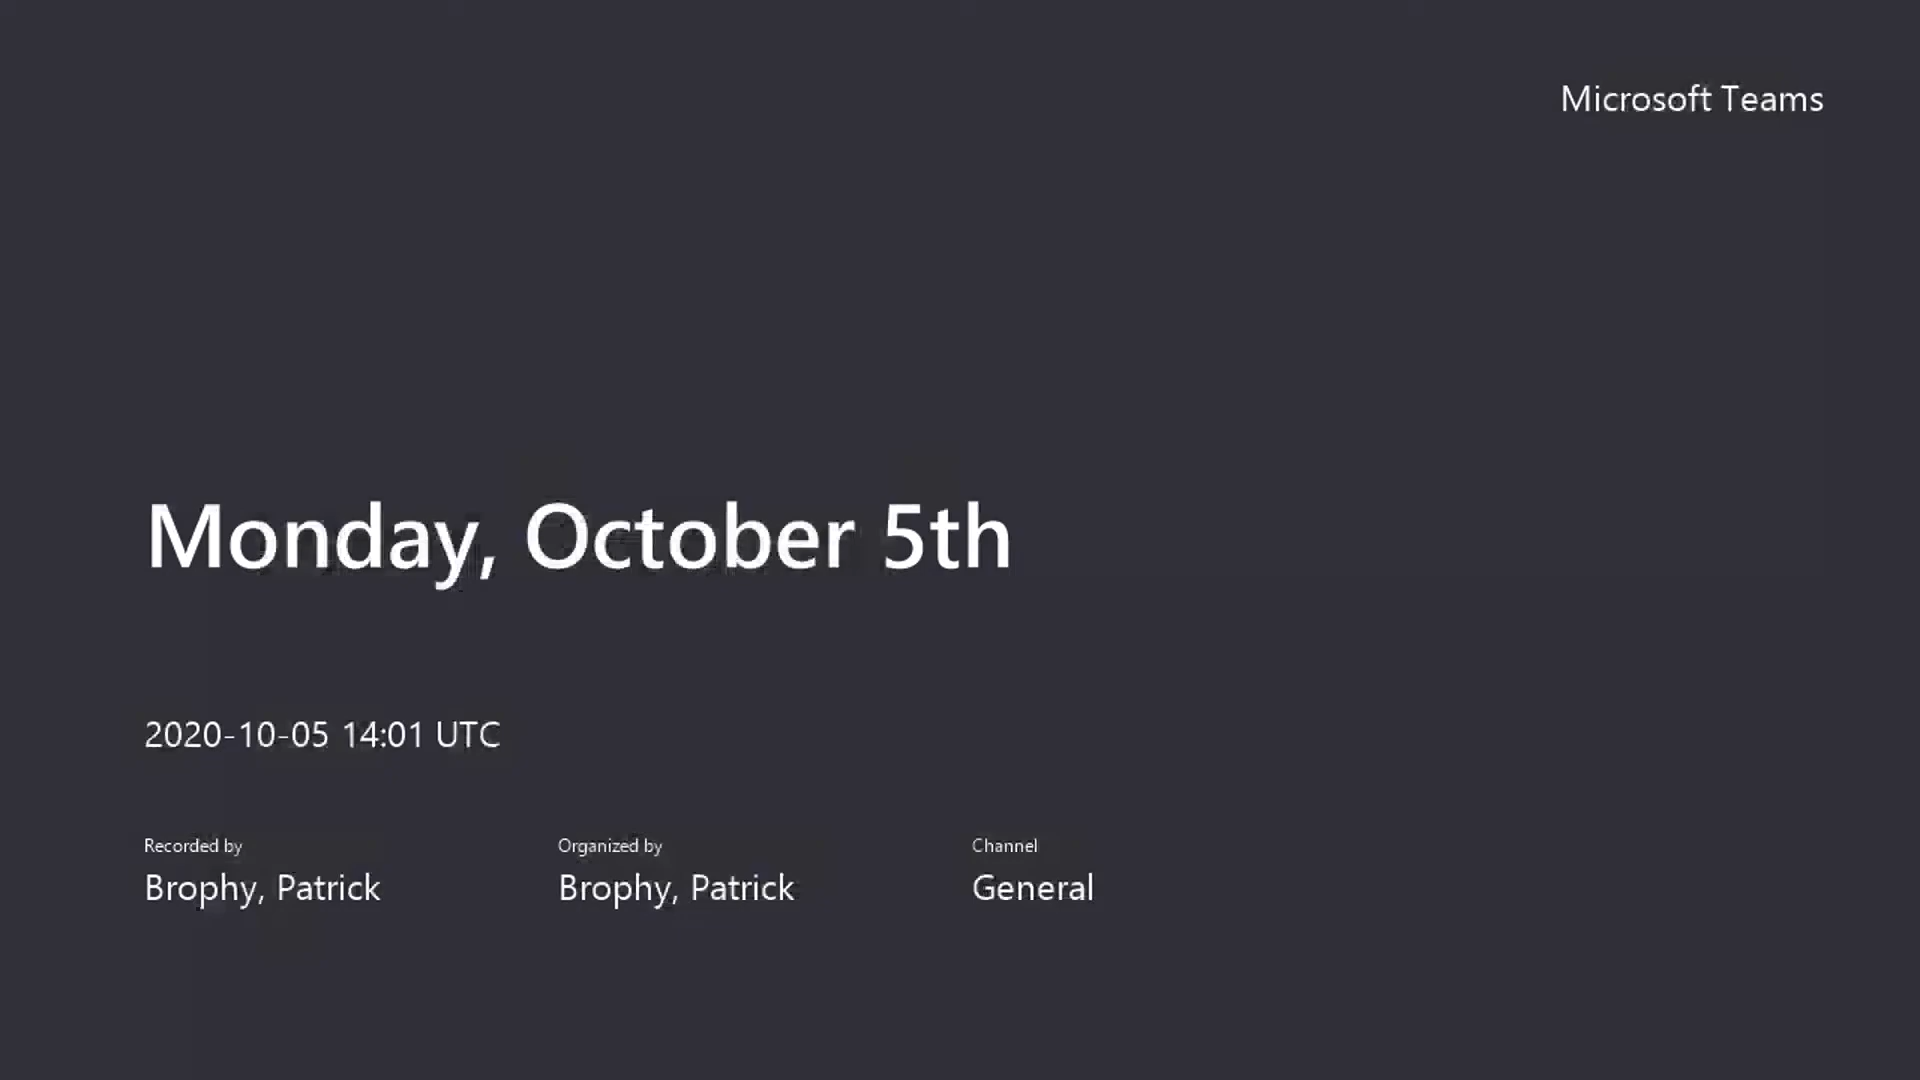 Microsoft Teams
Monday, October 5th
2020-10-05 14:01 UTC
Recorded by
Brophy, Patrick
Organized by
Brophy, Patrick
Channel
General